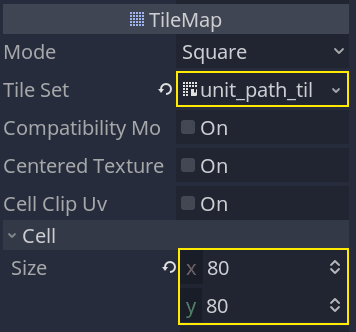 TileMap
Mode Square
Tile Set unit_path_til
Compatibility Mo On
Centered Texture On
Cell Clip Uv On
Cell
Size x 80
y 80